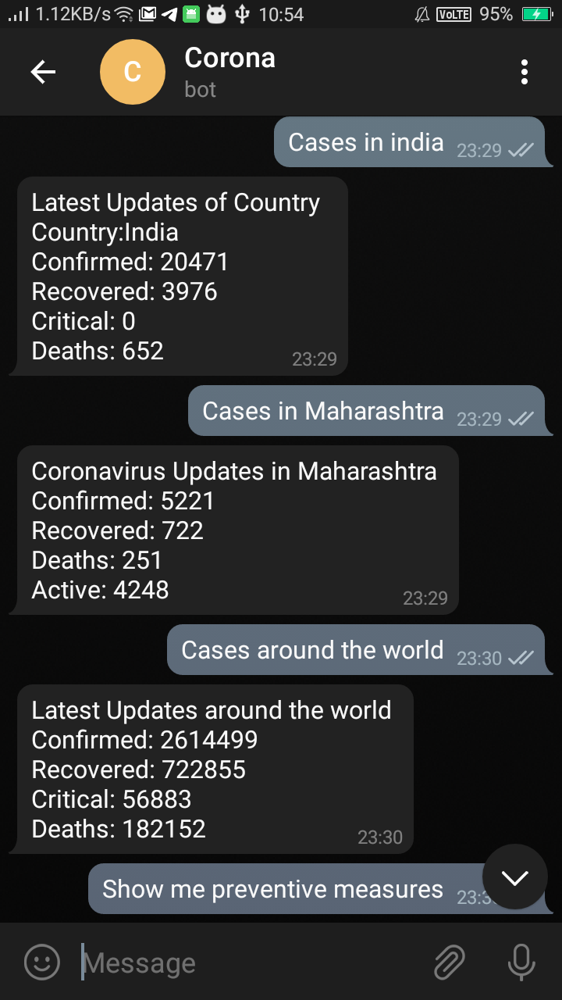 1.12KB/s 10:54 VoLTE 95%
C
Corona
bot
Cases in india 23:29
Latest Updates of Country
Country:India
Confirmed: 20471
Recovered: 3976
Critical: 0
Deaths: 652
23:29
Cases in Maharashtra 23:29
Coronavirus Updates in Maharashtra
Confirmed: 5221
Recovered: 722
Deaths: 251
Active: 4248
23:29
Cases around the world 23:30
Latest Updates around the world
Confirmed: 2614499
Recovered: 722855
Critical: 56883
Deaths: 182152
23:30
Show me preventive measures
Message